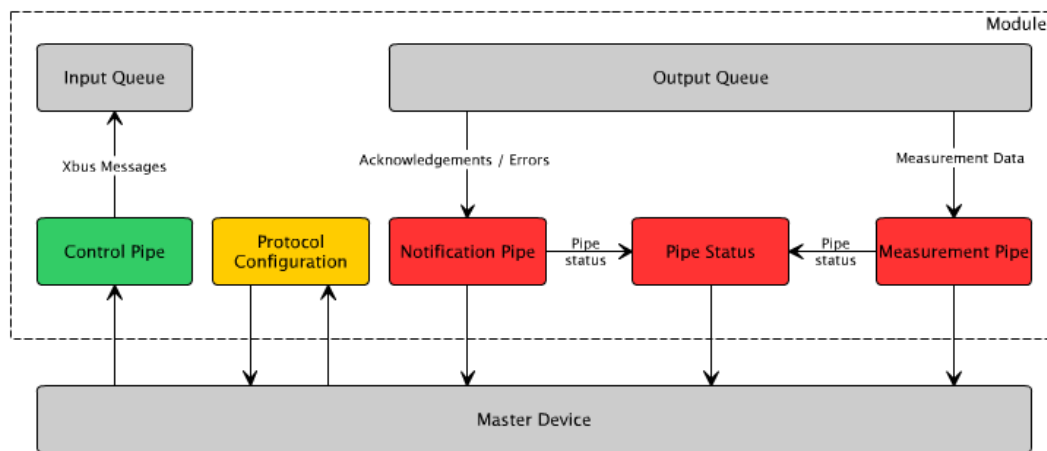 Module
Input Queue
Output Queue
Xbus Messages
Acknowledgements / Errors
Measurement Data
Control Pipe
Protocol
Configuration
Notification Pipe
Pipe
status
Pipe Status
Pipe
status
Measurement Pipe
Master Device